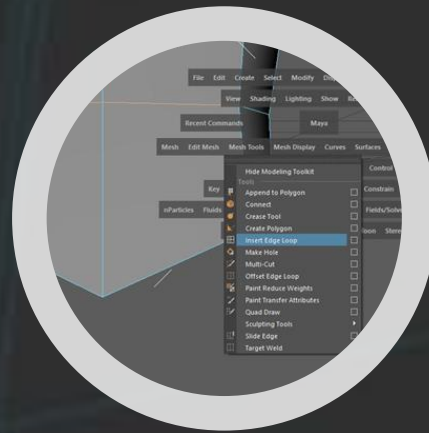 File Edit Create Select Modify
View Shading Lighting Show
Recent Commands Maya
Mesh Edit Mesh Mesh Tools Mesh Display Curves Surfaces
Hide Modeling Toolkit
Control
Tools
Key
Append to Polygon
Constrain
Connect
nParticles Fluids
Crease Tool
Create Polygon
Insert Edge Loop
Make Hole
Multi-Cut
Offset Edge Loop
Paint Reduce Weights
Paint Transfer Attributes
Quad Draw
Sculpting Tools
Slide Edge
Target Weld